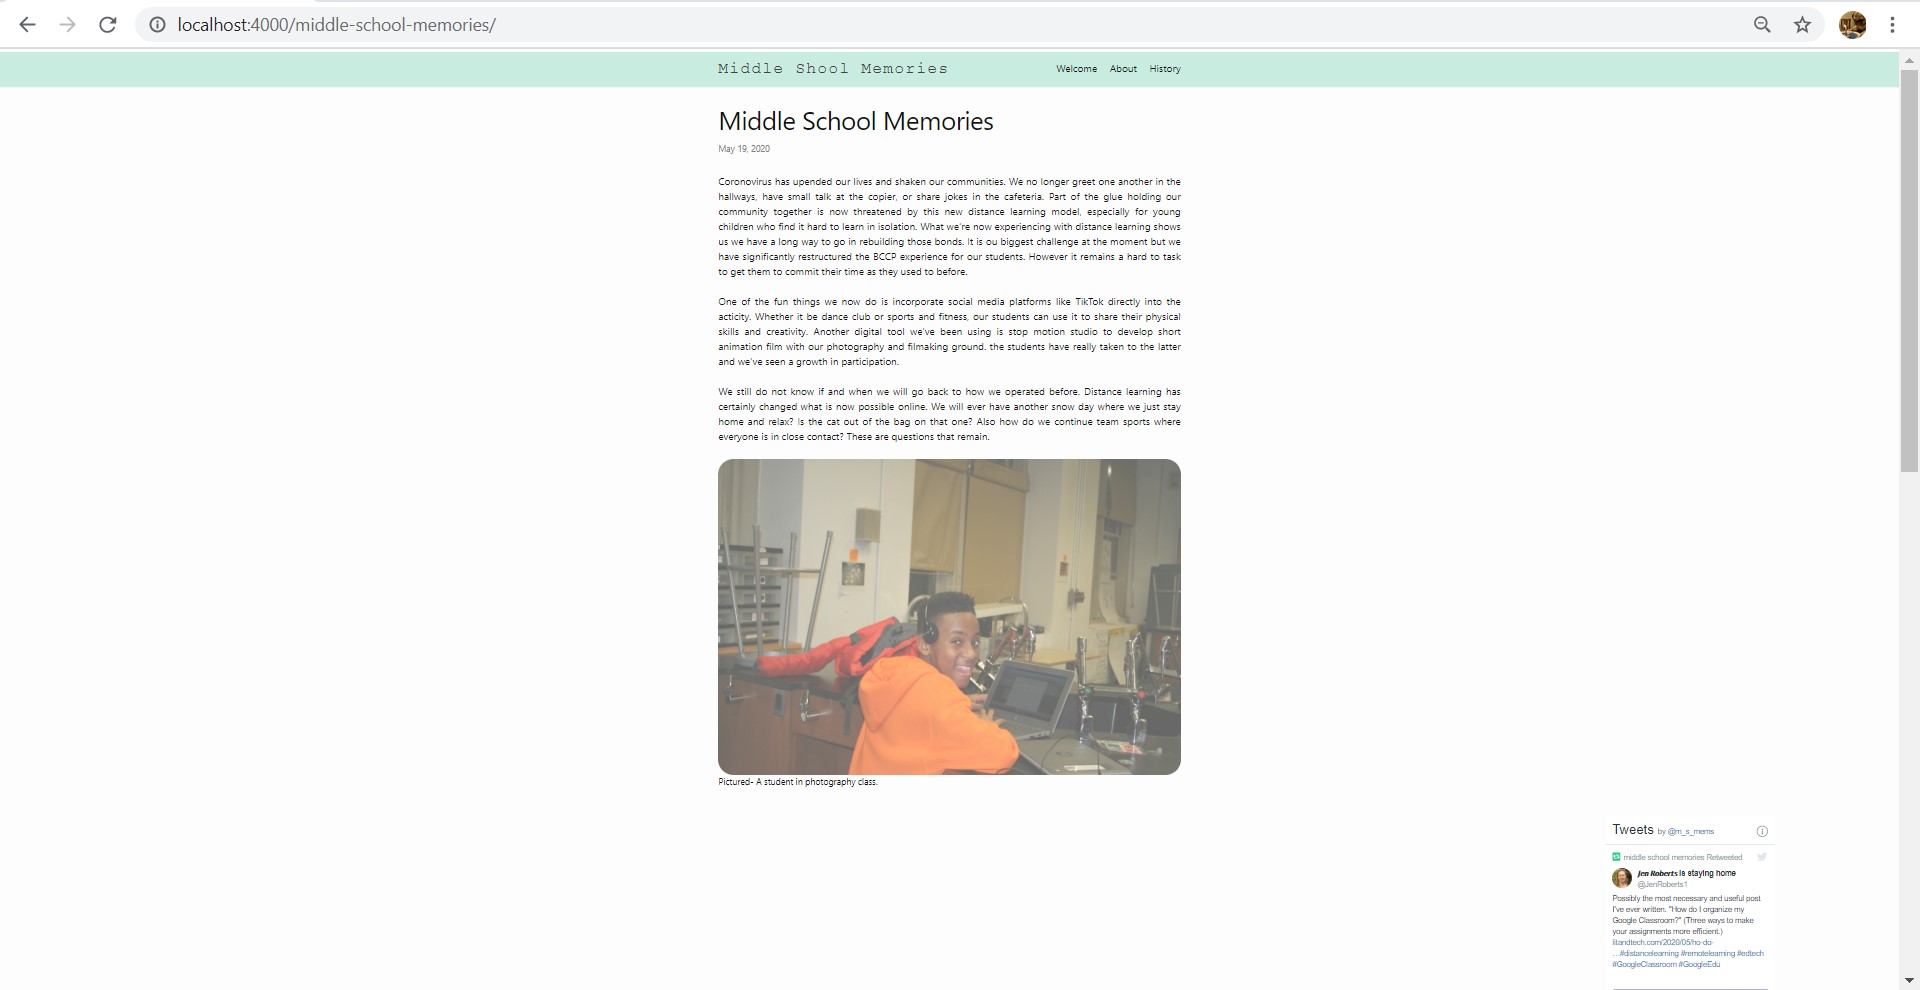 localhost:4000/middle-school-memories/
Middle Shool Memories
Welcome About History
Middle School Memories
May 19, 2020
Coronovirus has upended our lives and shaken our communities. We no longer greet one another in the
hallways, have small talk at the copier, or share jokes in the cafeteria. Part of the glue holding our
community together is now threatened by this new distance learning model, especially for young
children who find it hard to learn in isolation. What we're now experiencing with distance learning shows
us we have a long way to go in rebuilding those bonds. It is ou biggest challenge at the moment but we
have significantly restructured the BCCP experience for our students. However it remains a hard to task
to get them to commit their time as they used to before.
One of the fun things we now do is incorporate social media platforms like TikTok directly into the
acticity. Whether it be dance club or sports and fitness, our students can use it to share their physical
skills and creativity. Another digital tool we've been using is stop motion studio to develop short
animation film with our photography and filmaking ground. the students have really taken to the latter
and we've seen a growth in participation.
We still do not know if and when we will go back to how we operated before. Distance learning has
certainly changed what is now possible online. We will ever have another snow day where we just stay
home and relax? Is the cat out of the bag on that one? Also how do we continue team sports where
everyone is in close contact? These are questions that remain.
Pictured- A student in photography class.
Tweets by @m_s_mems
middle school memories Retweeted
Jen Roberts is staying home
@JenRoberts1
Possibly the most necessary and useful post
I've ever written. "How do I organize my
Google Classroom?" (Three ways to make
your assignments more efficient.)
litandtech.com/2020/05/ho-do-
…#distancelearning #remotelearning #edtech
#GoogleClassroom #GoogleEdu